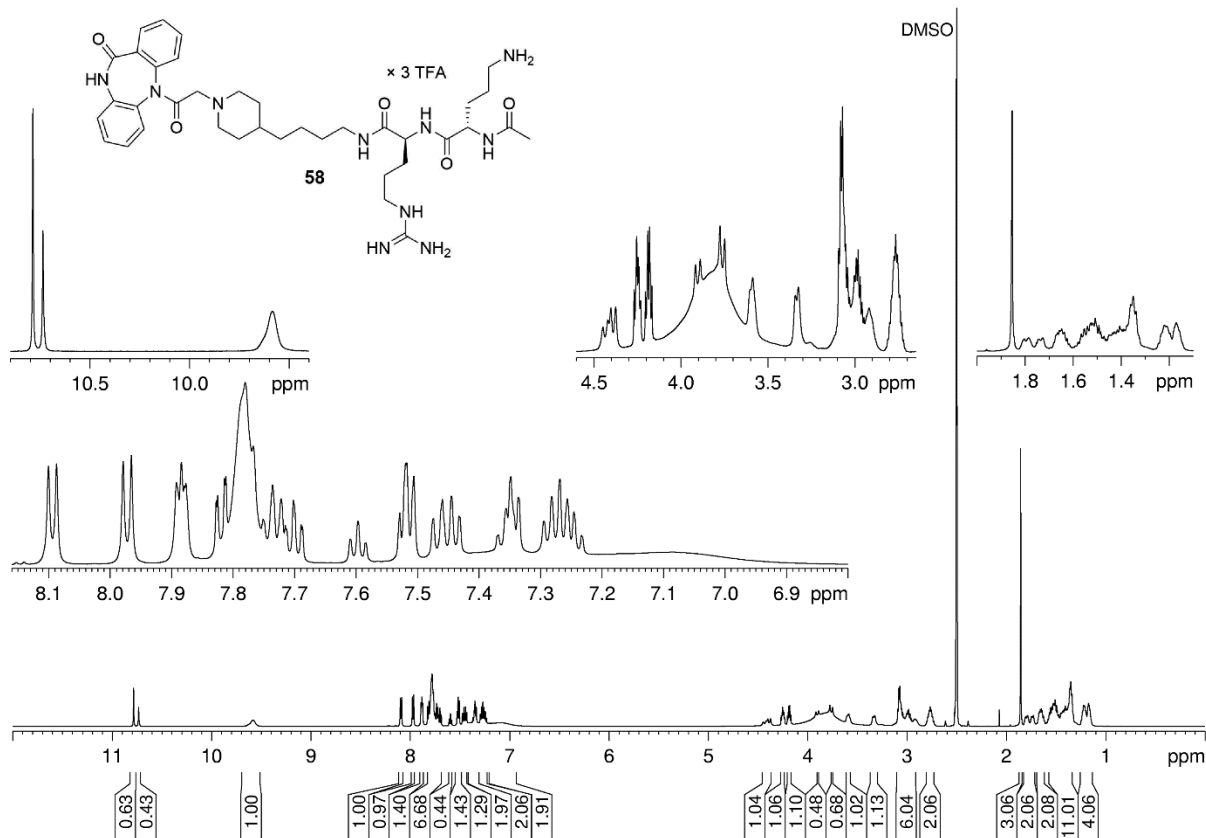 DMSO
O
HN
N
O
N
× 3 TFA
O
N
H
H
N
O
NH2
O
N
H
58
NH
HN
NH2
10.5 10.0 ppm
4.5 4.0 3.5 3.0 ppm
1.8 1.6 1.4 ppm
8.1 8.0 7.9 7.8 7.7 7.6 7.5 7.4 7.3 7.2 7.1 7.0 6.9 ppm
11 10 9 8 7 6 5 4 3 2 1 ppm
0.63 0.43 1.00 1.00 0.97 1.40 6.68 0.44 1.43 1.29 1.97 2.06 1.91 1.04 1.06 1.10 0.48 0.68 1.02 1.13 6.04 2.06 3.06 2.06 2.08 11.01 4.06